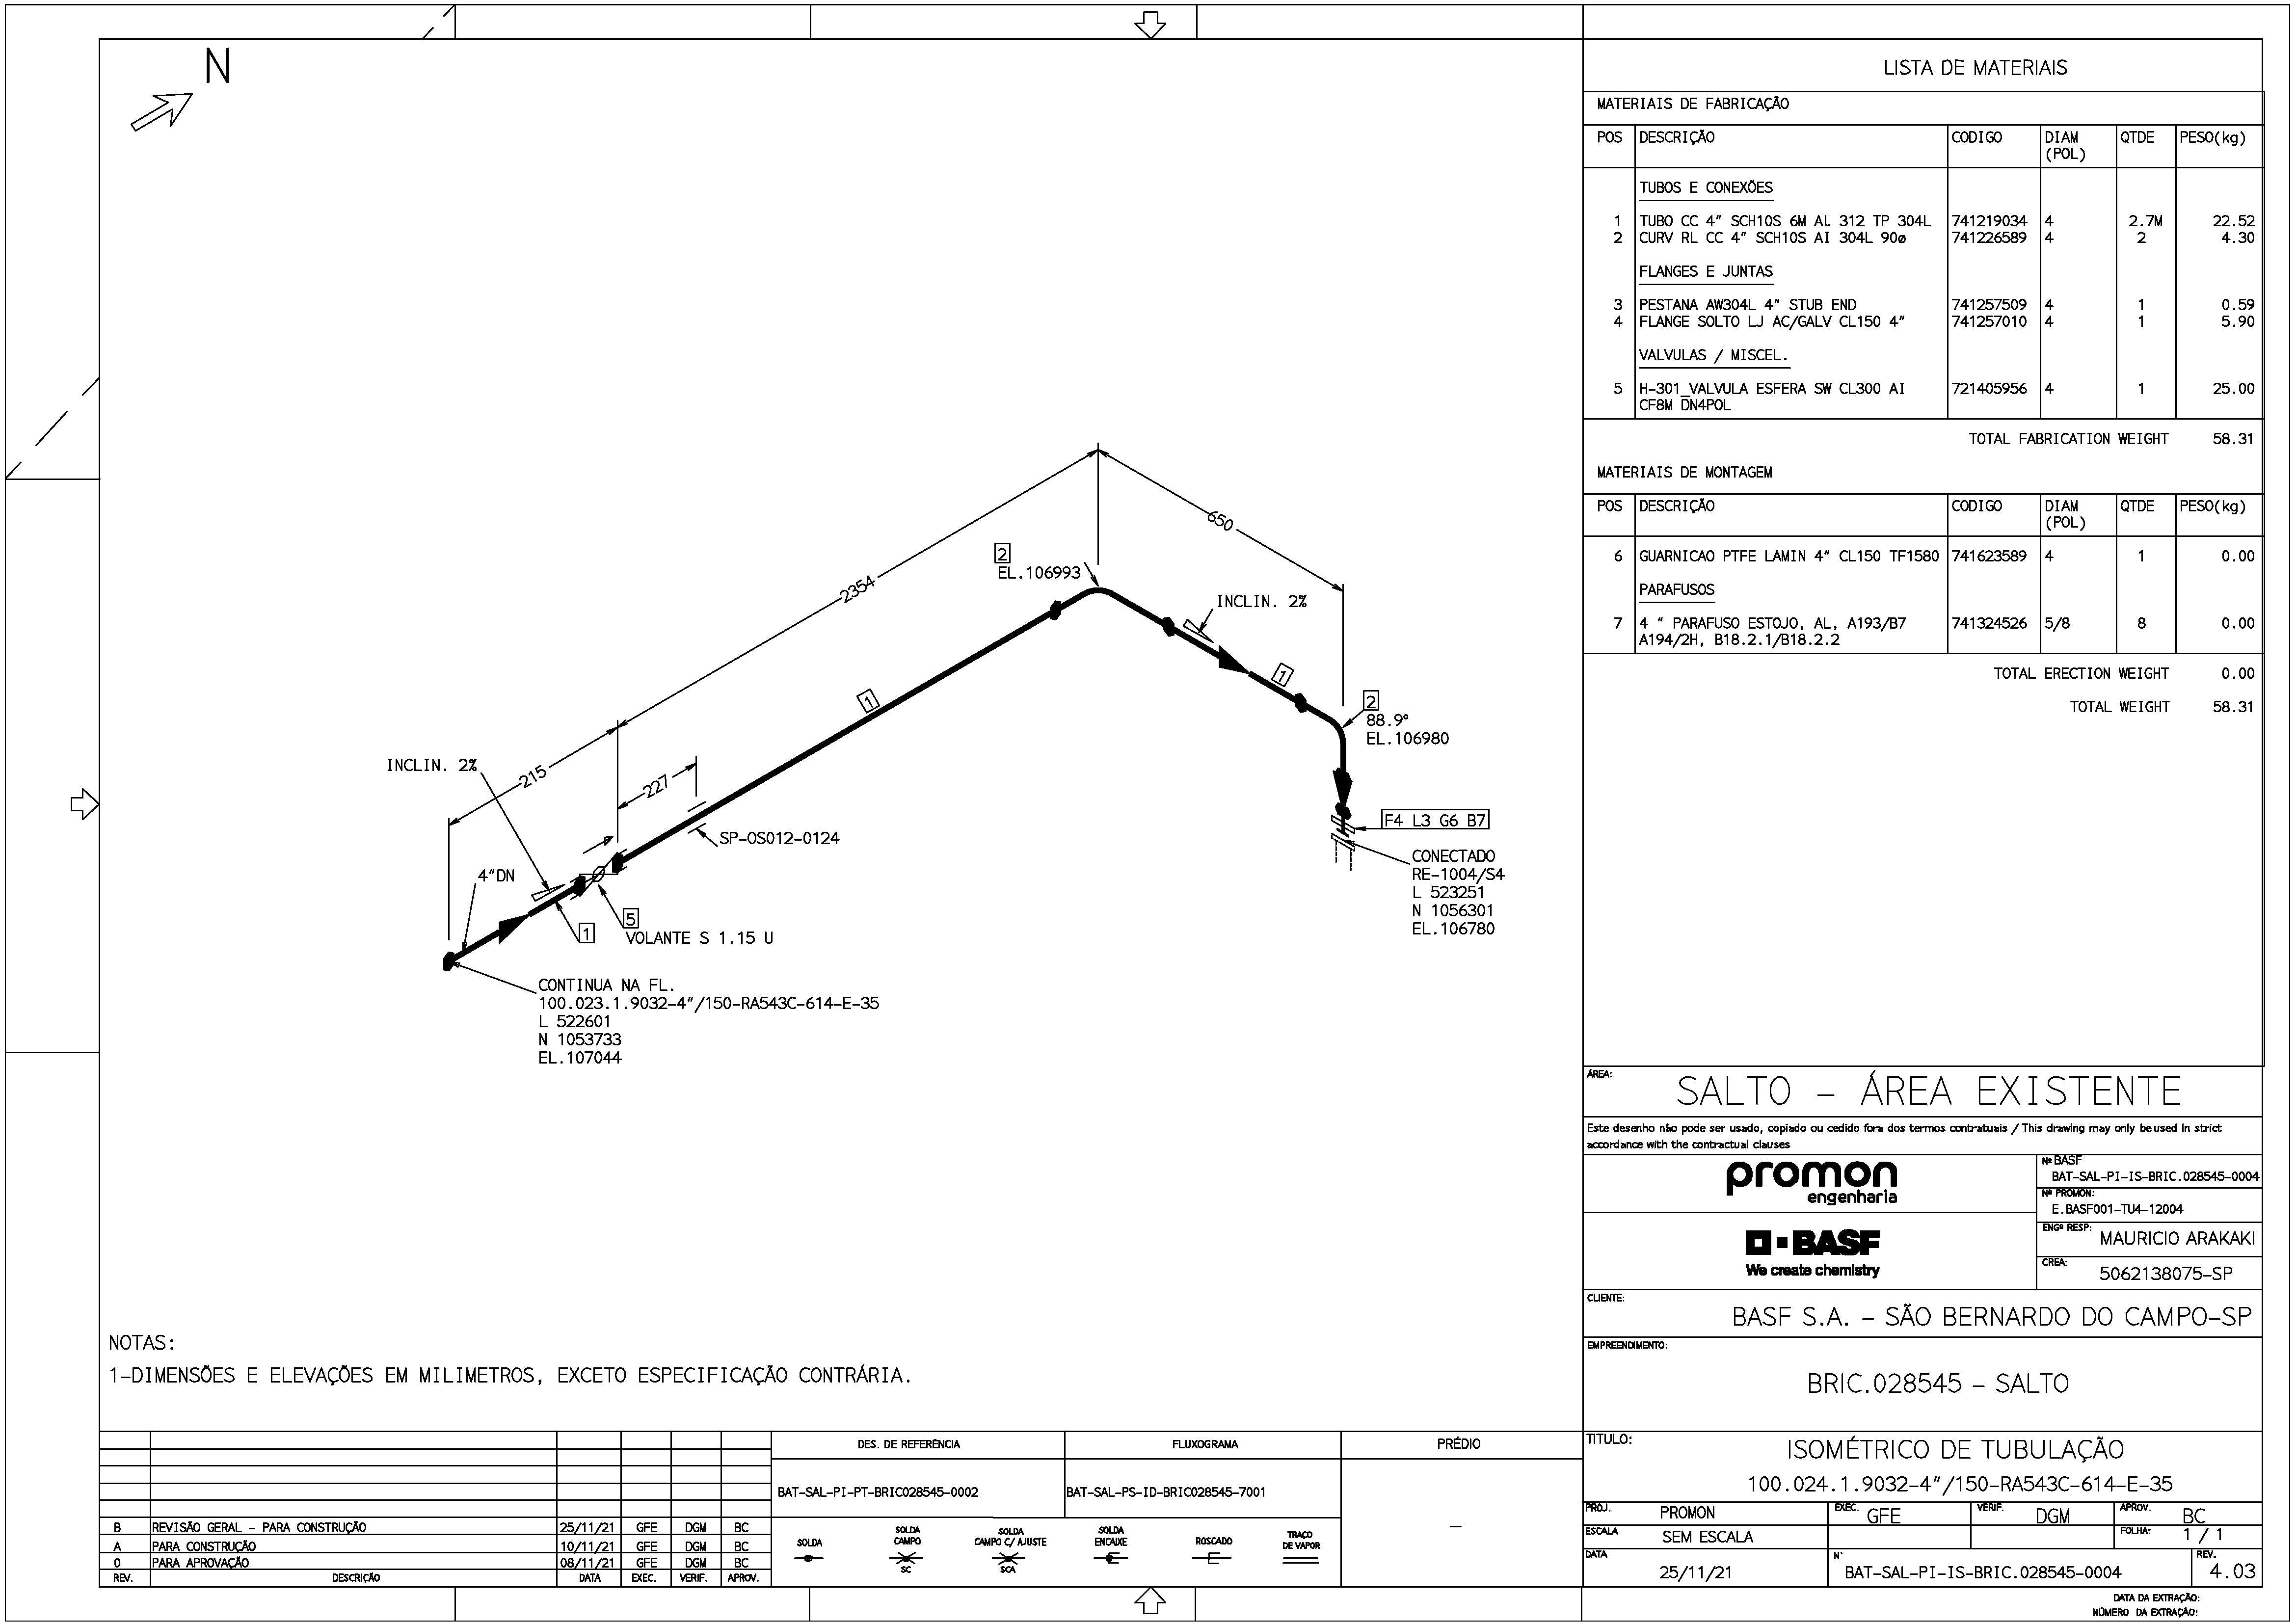 N
LISTA DE MATERIAIS
MATERIAIS DE FABRICAÇÃO
POS DESCRIÇÃO CODIGO DIAM (POL) QTDE PESO(kg)
TUBOS E CONEXÕES
1 TUBO CC 4" SCH10S 6M AL 312 TP 304L 741219034 4 2.7M 22.52
2 CURV RL CC 4" SCH10S AI 304L 90ø 741226589 4 2 4.30
FLANGES E JUNTAS
3 PESTANA AW304L 4" STUB END 741257509 4 1 0.59
4 FLANGE SOLTO LJ AC/GALV CL150 4" 741257010 4 1 5.90
VALVULAS / MISCEL.
5 H-301_VALVULA ESFERA SW CL300 AI 721405956 4 1 25.00
CF8M DN4POL
TOTAL FABRICATION WEIGHT 58.31
MATERIAIS DE MONTAGEM
POS DESCRIÇÃO CODIGO DIAM (POL) QTDE PESO(kg)
6 GUARNICAO PTFE LAMIN 4" CL150 TF1580 741623589 4 1 0.00
PARAFUSOS
7 4 " PARAFUSO ESTOJO, AL, A193/B7 741324526 5/8 8 0.00
A194/2H, B18.2.1/B18.2.2
TOTAL ERECTION WEIGHT 0.00
TOTAL WEIGHT 58.31
650
2
EL.106993
2354
INCLIN. 2%
1
1
2
88.9°
EL.106980
INCLIN. 2%
215
227
SP-OS012-0124
F4 L3 G6 B7
CONECTADO
RE-1004/S4
L 523251
N 1056301
EL.106780
4"DN
1
5
VOLANTE S 1.15 U
CONTINUA NA FL.
100.023.1.9032-4"/150-RA543C-614-E-35
L 522601
N 1053733
EL.107044
NOTAS:
1-DIMENSÕES E ELEVAÇÕES EM MILIMETROS, EXCETO ESPECIFICAÇÃO CONTRÁRIA.
ÁREA:
SALTO - ÁREA EXISTENTE
Este desenho não pode ser usado, copiado ou cedido fora dos termos contratuais / This drawing may only be used in strict
accordance with the contractual clauses
promon
engenharia
Nº BASF
BAT-SAL-PI-IS-BRIC.028545-0004
Nº PROMON:
E.BASF001-TU4-12004
BASF
We create chemistry
ENGº RESP:
MAURICIO ARAKAKI
CREA:
5062138075-SP
CLIENTE:
BASF S.A. - SÃO BERNARDO DO CAMPO-SP
EMPREENDIMENTO:
BRIC.028545 - SALTO
TITULO:
ISOMÉTRICO DE TUBULAÇÃO
100.024.1.9032-4"/150-RA543C-614-E-35
PROJ. PROMON EXEC. GFE VERIF. DGM APROV. BC
ESCALA SEM ESCALA FOLHA: 1 / 1
DATA 25/11/21 N° BAT-SAL-PI-IS-BRIC.028545-0004 REV. 4.03
DATA DA EXTRAÇÃO:
NÚMERO DA EXTRAÇÃO:
B REVISÃO GERAL - PARA CONSTRUÇÃO 25/11/21 GFE DGM BC
A PARA CONSTRUÇÃO 10/11/21 GFE DGM BC
0 PARA APROVAÇÃO 08/11/21 GFE DGM BC
REV. DESCRIÇÃO DATA EXEC. VERIF. APROV.
DES. DE REFERÊNCIA FLUXOGRAMA PRÉDIO
BAT-SAL-PI-PT-BRIC028545-0002 BAT-SAL-PS-ID-BRIC028545-7001 -
SOLDA
SOLDA CAMPO
SC
SOLDA CAMPO C/ AJUSTE
SCA
SOLDA ENCAIXE
ROSCADO
TRAÇO DE VAPOR